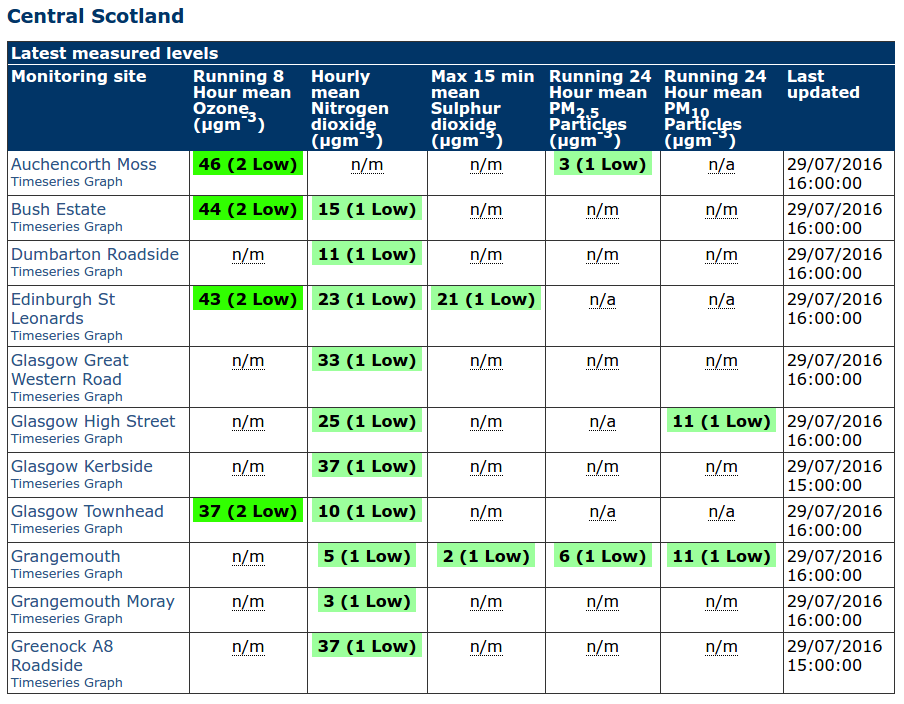 Central Scotland
Latest measured levels
Monitoring site Running 8 Hour mean Ozone (µgm-3) Hourly mean Nitrogen dioxide (µgm-3) Max 15 min mean Sulphur dioxide (µgm-3) Running 24 Hour mean PM2.5 Particles (µgm-3) Running 24 Hour mean PM10 Particles (µgm-3) Last updated
Auchencorth Moss 46 (2 Low) n/m n/m 3 (1 Low) n/a 29/07/2016
Timeseries Graph 16:00:00
Bush Estate 44 (2 Low) 15 (1 Low) n/m n/m n/m 29/07/2016
Timeseries Graph 16:00:00
Dumbarton Roadside n/m 11 (1 Low) n/m n/m n/m 29/07/2016
Timeseries Graph 16:00:00
Edinburgh St 43 (2 Low) 23 (1 Low) 21 (1 Low) n/a n/a 29/07/2016
Leonards 16:00:00
Timeseries Graph
Glasgow Great n/m 33 (1 Low) n/m n/m n/m 29/07/2016
Western Road 16:00:00
Timeseries Graph
Glasgow High Street n/m 25 (1 Low) n/m n/a 11 (1 Low) 29/07/2016
Timeseries Graph 16:00:00
Glasgow Kerbside n/m 37 (1 Low) n/m n/m n/m 29/07/2016
Timeseries Graph 15:00:00
Glasgow Townhead 37 (2 Low) 10 (1 Low) n/m n/a n/a 29/07/2016
Timeseries Graph 16:00:00
Grangemouth n/m 5 (1 Low) 2 (1 Low) 6 (1 Low) 11 (1 Low) 29/07/2016
Timeseries Graph 16:00:00
Grangemouth Moray n/m 3 (1 Low) n/m n/m n/m 29/07/2016
Timeseries Graph 16:00:00
Greenock A8 n/m 37 (1 Low) n/m n/m n/m 29/07/2016
Roadside 15:00:00
Timeseries Graph